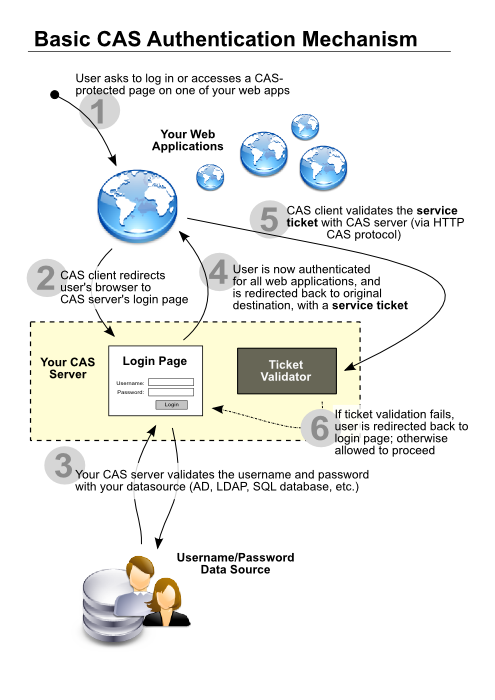 Basic CAS Authentication Mechanism
User asks to log in or accesses a CAS-
protected page on one of your web apps
1
Your Web
Applications
5
CAS client validates the service
ticket with CAS server (via HTTP
CAS protocol)
2
CAS client redirects
user's browser to
CAS server's login page
4
User is now authenticated
for all web applications, and
is redirected back to original
destination, with a service ticket
Your CAS
Server
Login Page
Username:
Password:
Login
Ticket
Validator
6
If ticket validation fails,
user is redirected back to
login page; otherwise
allowed to proceed
3
Your CAS server validates the username and password
with your datasource (AD, LDAP, SQL database, etc.)
Username/Password
Data Source